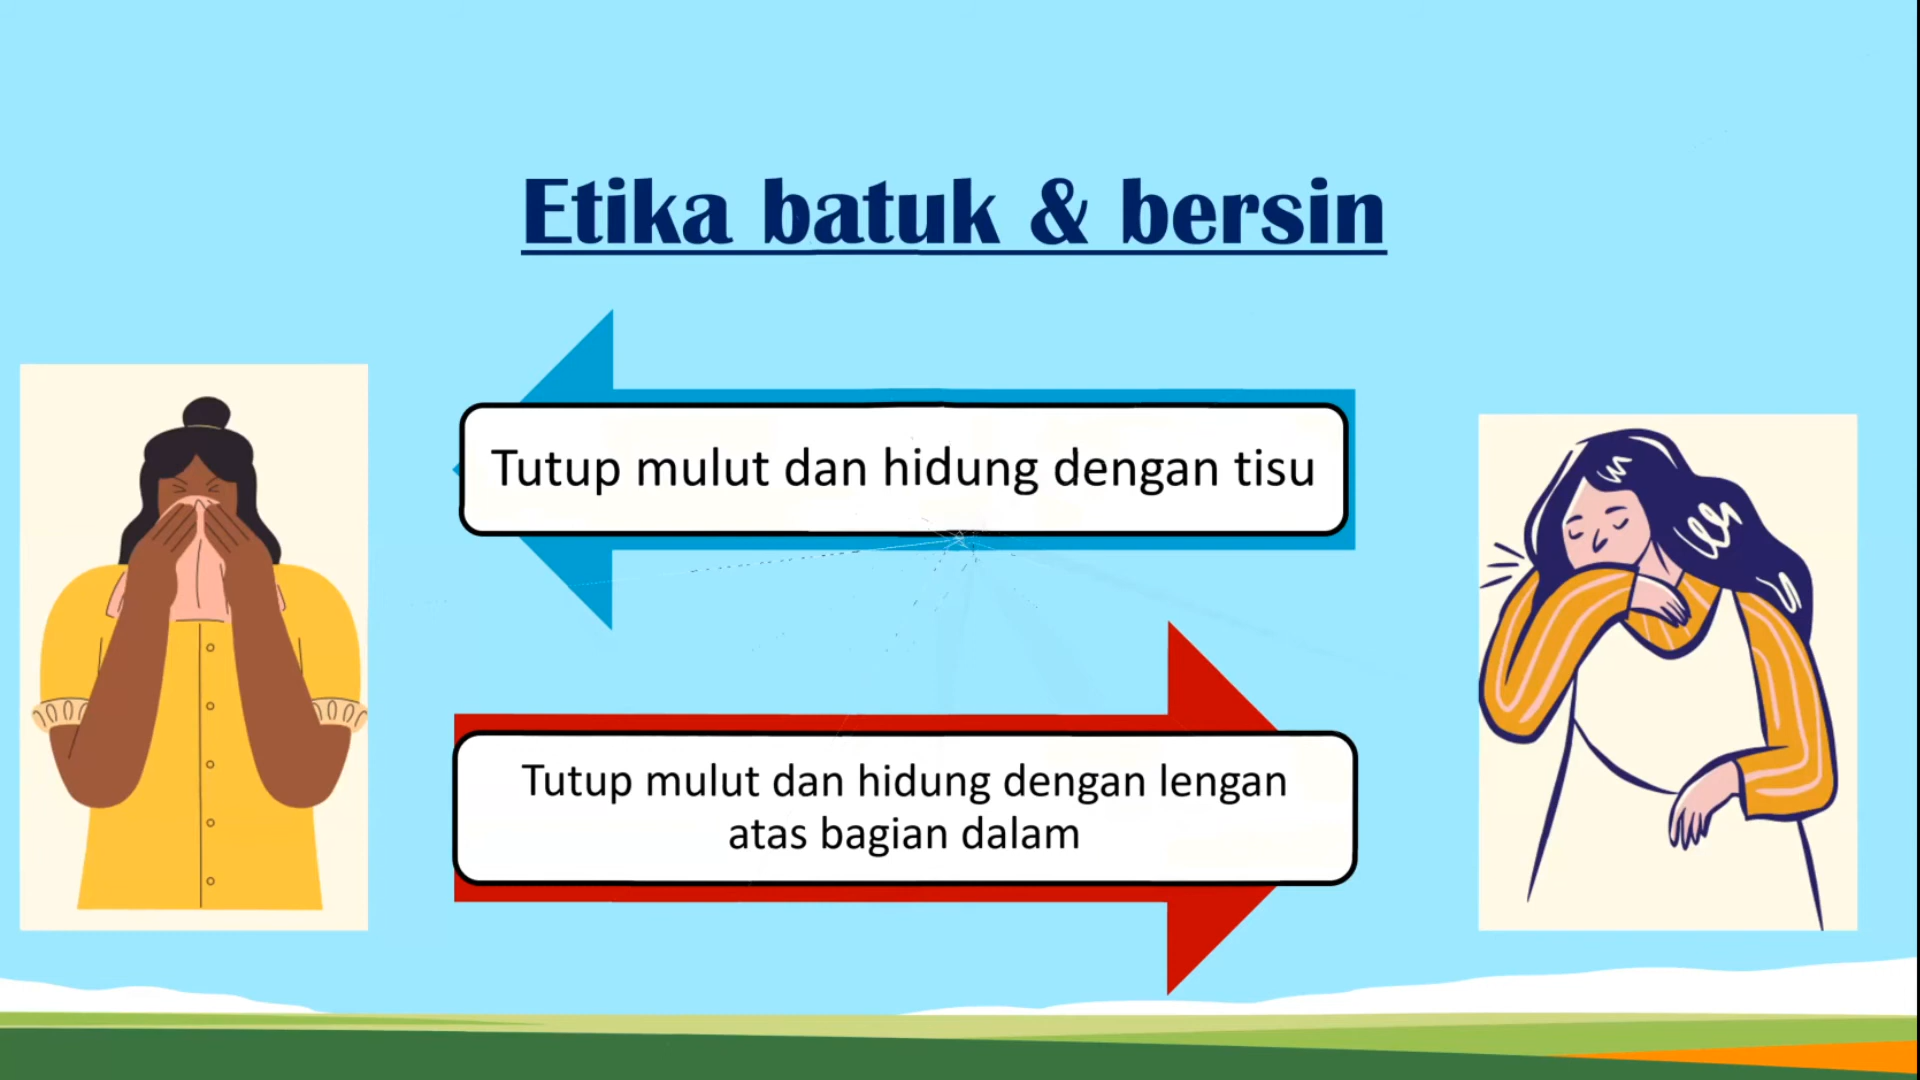 Etika batuk & bersin
Tutup mulut dan hidung dengan tisu
Tutup mulut dan hidung dengan lengan
atas bagian dalam